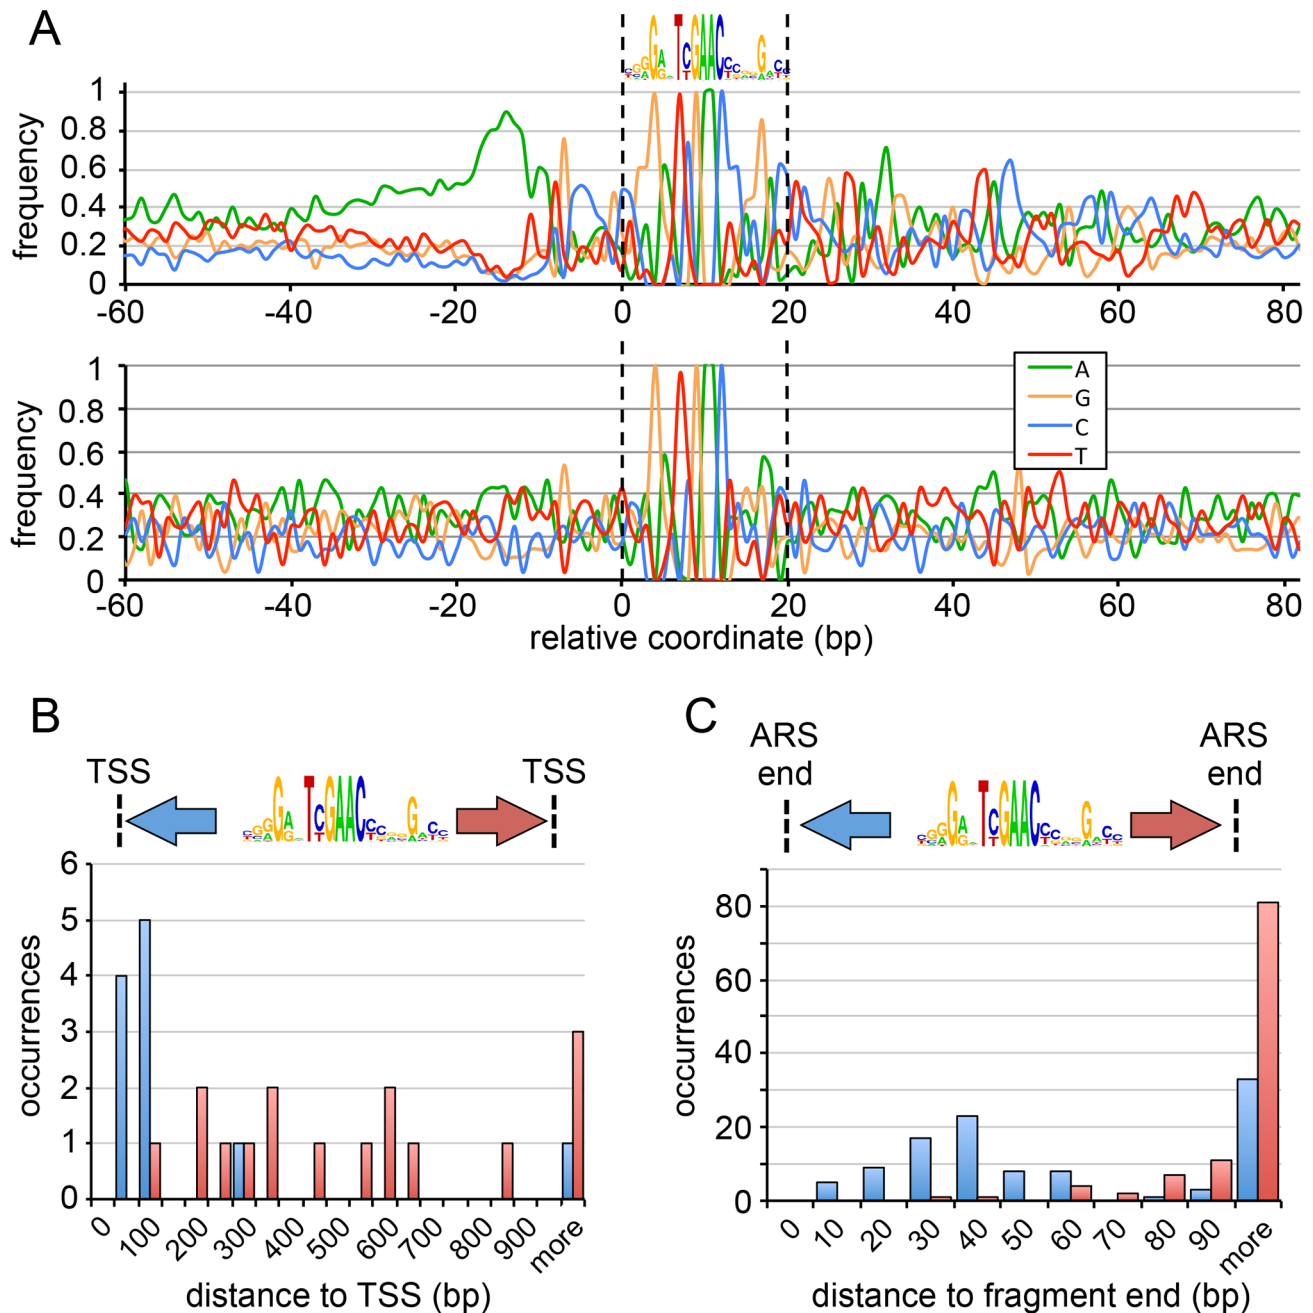 A
frequency
1
0.8
0.6
0.4
0.2
0
-60 -40 -20 0 20 40 60 80
frequency
1
0.8
0.6
0.4
0.2
0
A
G
C
T
-60 -40 -20 0 20 40 60 80
relative coordinate (bp)
B
TSS TSS
occurrences
6
5
4
3
2
1
0
0 100 200 300 400 500 600 700 800 900 more
distance to TSS (bp)
C
ARS end
ARS end
occurrences
80
60
40
20
0
0 10 20 30 40 50 60 70 80 90 more
distance to fragment end (bp)